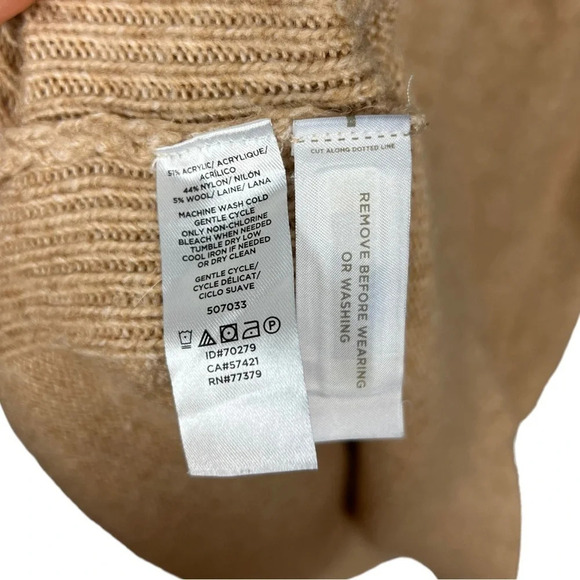 51% ACRYLIC/ ACRYLIQUE/
ACRÍLICO
44% NYLON/ NILÓN
5% WOOL/ LAINE/ LANA
MACHINE WASH COLD
GENTLE CYCLE
ONLY NON-CHLORINE
BLEACH WHEN NEEDED
TUMBLE DRY LOW
COOL IRON IF NEEDED
OR DRY CLEAN
GENTLE CYCLE/
CYCLE DÉLICAT/
CICLO SUAVE
507033
ID#70279
CA#57421
RN#77379
CUT ALONG DOTTED LINE
REMOVE BEFORE WEARING
OR WASHING